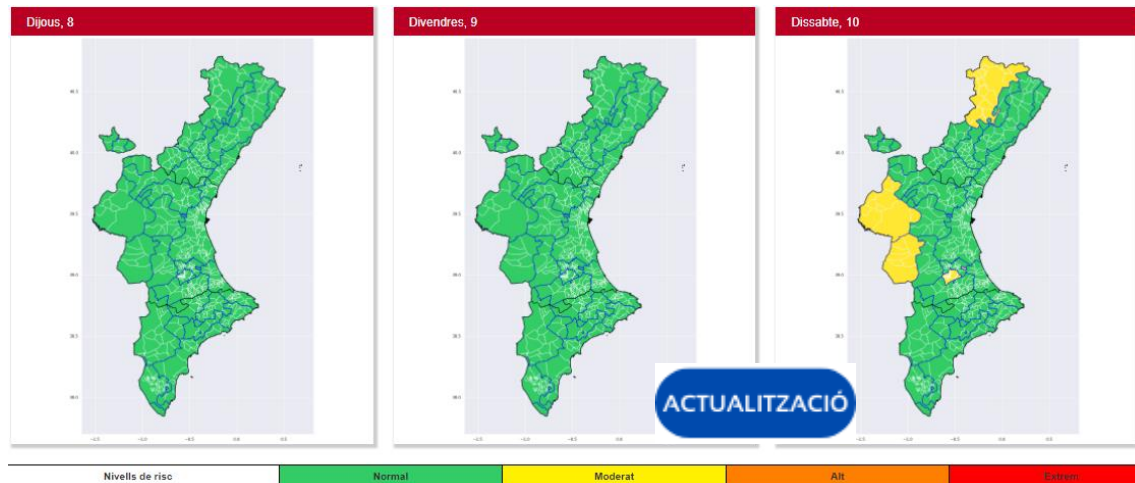 Dijous, 8
Divendres, 9
Dissabte, 10
ACTUALITZACIÓ
Nivells de risc
Normal
Moderat
Alt
Extrem